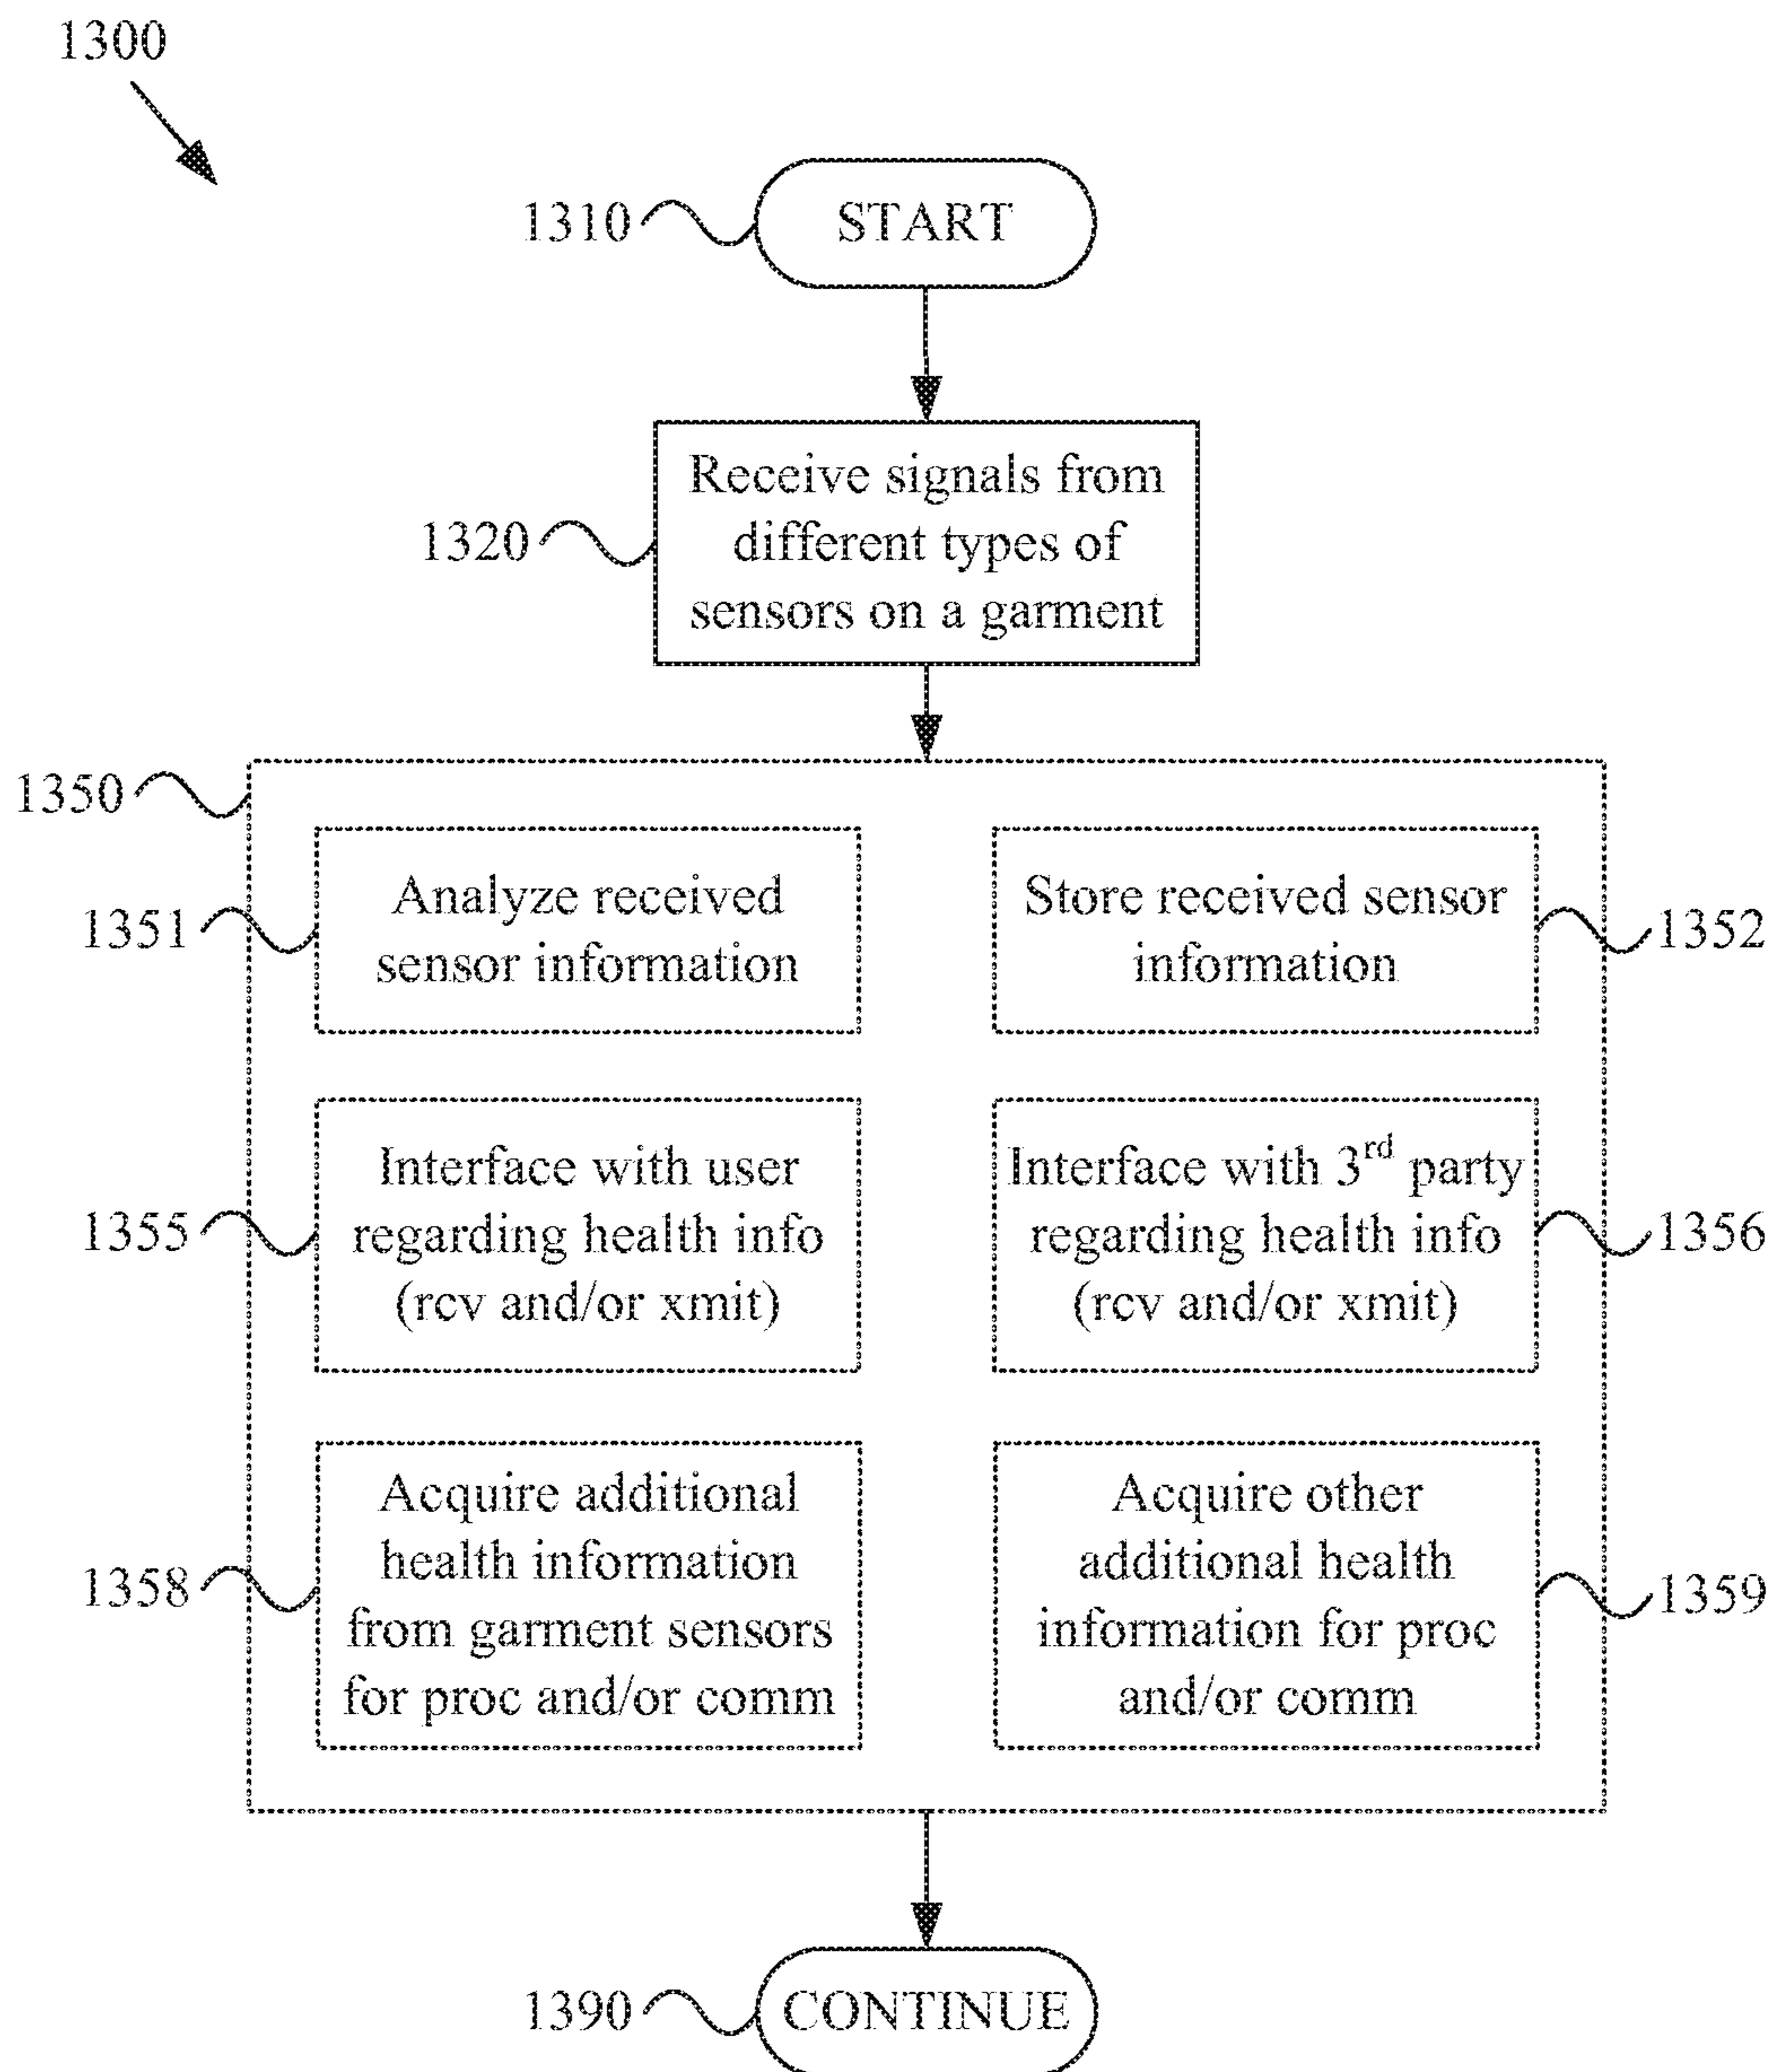 1300
1310
START
1320
Receive signals from
different types of
sensors on a garment
1350
1351
Analyze received
sensor information
Store received sensor
information
1352
1355
Interface with user
regarding health info
(rcv and/or xmit)
Interface with 3rd party
regarding health info
(rcv and/or xmit)
1356
1358
Acquire additional
health information
from garment sensors
for proc and/or comm
Acquire other
additional health
information for proc
and/or comm
1359
1390
CONTINUE